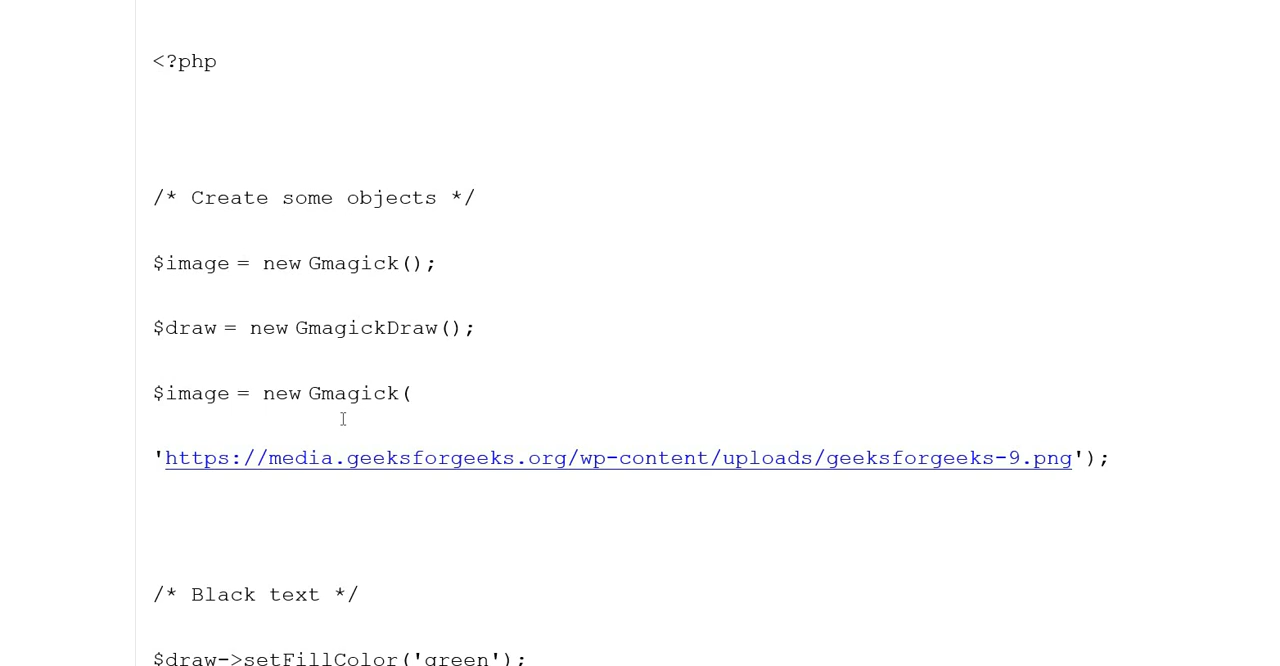 <?php
/* Create some objects */
$image = new Gmagick();
$draw = new GmagickDraw();
$image = new Gmagick(
'https://media.geeksforgeeks.org/wp-content/uploads/geeksforgeeks-9.png');
/* Black text */
$draw->setFillColor('green');